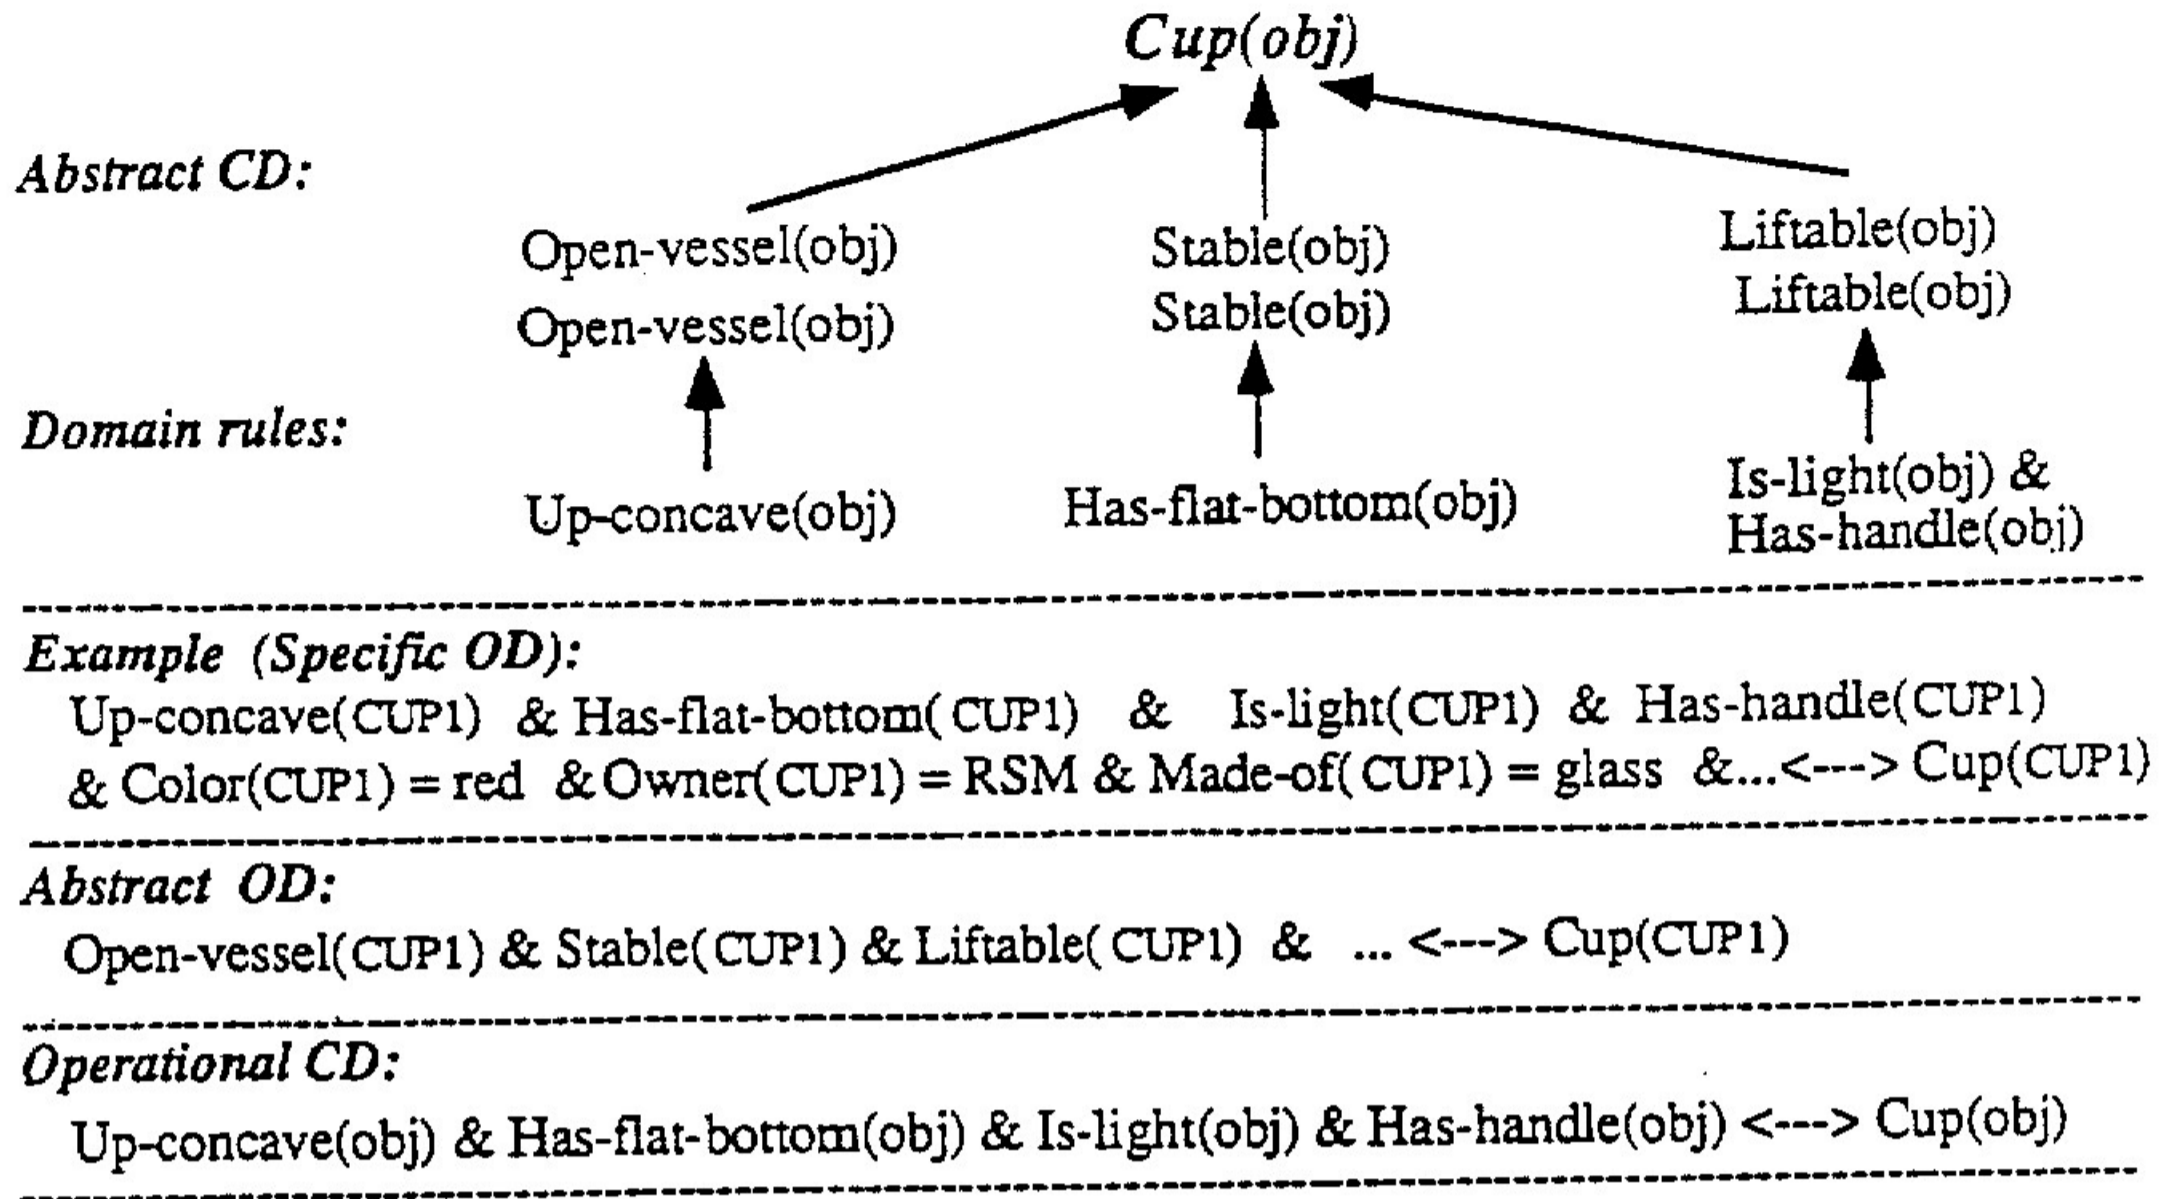 Cup(obj)
Abstract CD:
Open-vessel(obj) Stable(obj) Liftable(obj)
Open-vessel(obj) Stable(obj) Liftable(obj)
Domain rules:
Up-concave(obj) Has-flat-bottom(obj) Is-light(obj) &
Has-handle(obj)
Example (Specific OD):
Up-concave(CUP1) & Has-flat-bottom( CUP1) & Is-light(CUP1) & Has-handle(CUP1)
& Color(CUP1) = red & Owner(CUP1) = RSM & Made-of( CUP1) = glass &...<---> Cup(CUP1)
Abstract OD:
Open-vessel(CUP1) & Stable(CUP1) & Liftable( CUP1) & ... <---> Cup(CUP1)
Operational CD:
Up-concave(obj) & Has-flat-bottom(obj) & Is-light(obj) & Has-handle(obj) <---> Cup(obj)